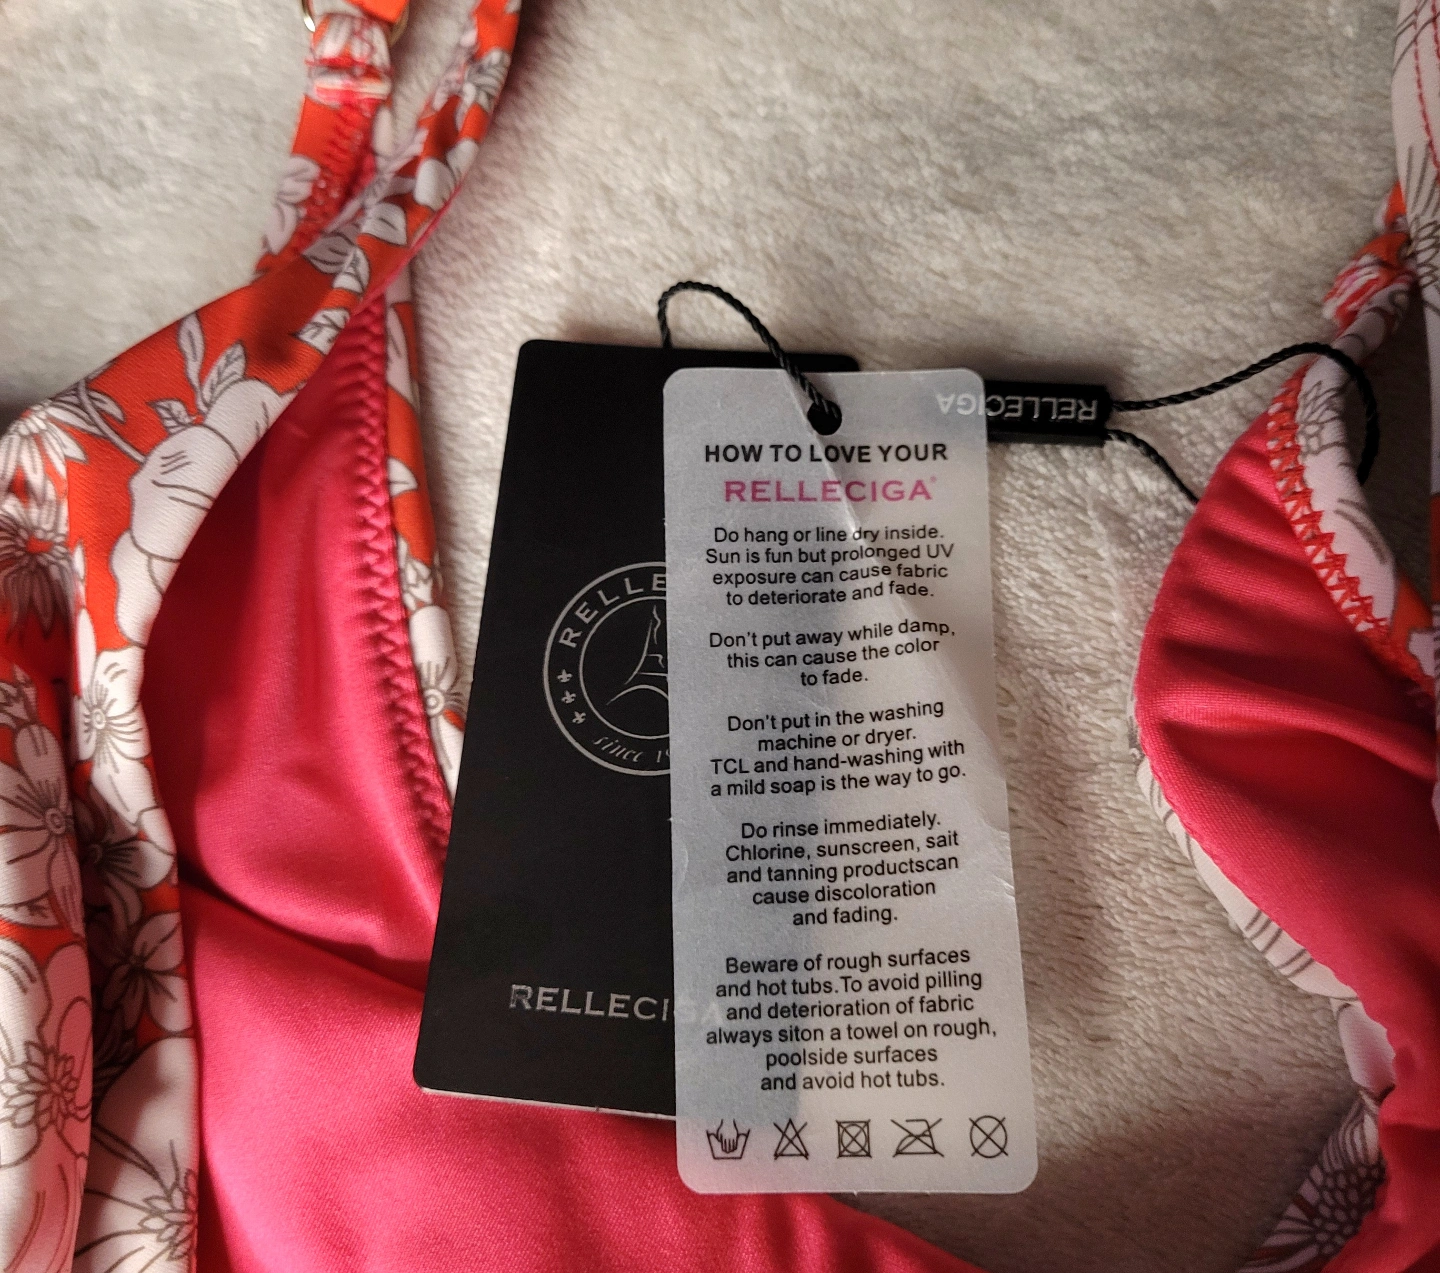 RELLECIGA
RELLE
since 19
RELLECIGA
HOW TO LOVE YOUR
RELLECIGA®
Do hang or line dry inside.
Sun is fun but prolonged UV
exposure can cause fabric
to deteriorate and fade.
Don't put away while damp,
this can cause the color
to fade.
Don't put in the washing
machine or dryer.
TCL and hand-washing with
a mild soap is the way to go.
Do rinse immediately.
Chlorine, sunscreen, sait
and tanning productscan
cause discoloration
and fading.
Beware of rough surfaces
and hot tubs.To avoid pilling
and deterioration of fabric
always siton a towel on rough,
poolside surfaces
and avoid hot tubs.